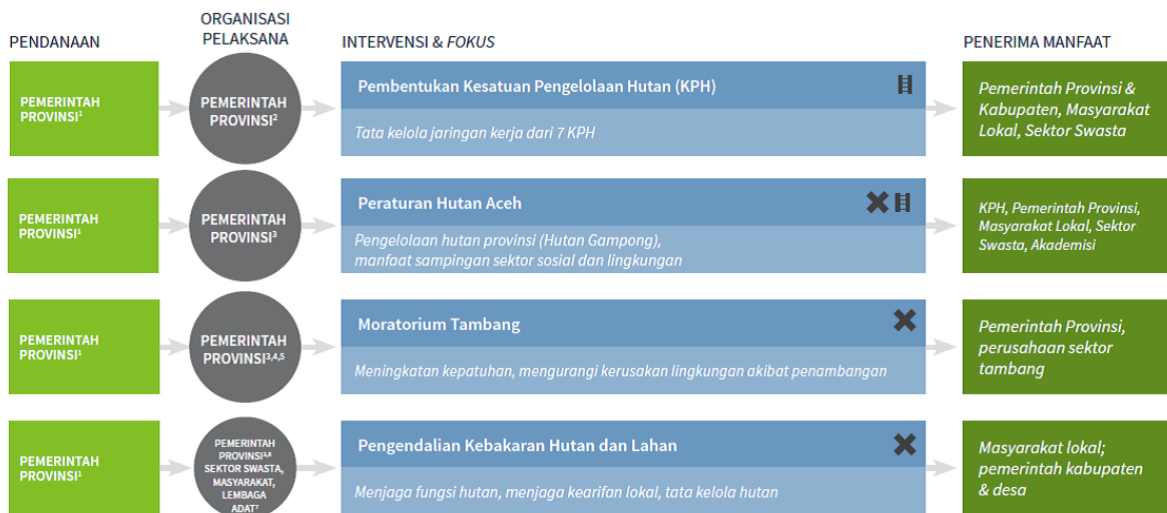 PENDANAAN
ORGANISASI
PELAKSANA
INTERVENSI & FOKUS
PENERIMA MANFAAT
PEMERINTAH
PROVINSI¹
PEMERINTAH
PROVINSI²
Pembentukan Kesatuan Pengelolaan Hutan (KPH)
Tata kelola jaringan kerja dari 7 KPH
Pemerintah Provinsi &
Kabupaten, Masyarakat
Lokal, Sektor Swasta
PEMERINTAH
PROVINSI¹
PEMERINTAH
PROVINSI³
Peraturan Hutan Aceh
Pengelolaan hutan provinsi (Hutan Gampong),
manfaat sampingan sektor sosial dan lingkungan
KPH, Pemerintah Provinsi,
Masyarakat Lokal, Sektor
Swasta, Akademisi
PEMERINTAH
PROVINSI¹
PEMERINTAH
PROVINSI³,⁴,⁵
Moratorium Tambang
Meningkatan kepatuhan, mengurangi kerusakan lingkungan akibat penambangan
Pemerintah Provinsi,
perusahaan sektor
tambang
PEMERINTAH
PROVINSI¹
PEMERINTAH
PROVINSI
SEKTOR SWASTA,
MASYARAKAT,
LEMBAGA
ADAT⁷
Pengendalian Kebakaran Hutan dan Lahan
Menjaga fungsi hutan, menjaga kearifan lokal, tata kelola hutan
Masyarakat lokal;
pemerintah kabupaten
& desa